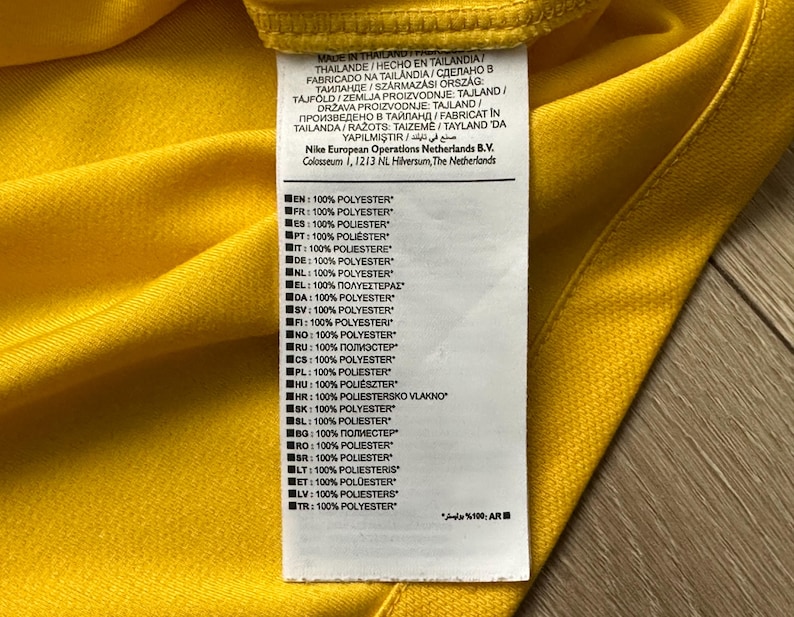 MADE IN THAILAND / FABRIQUÉ EN
THAILANDE / HECHO EN TAILANDIA /
FABRICADO NA TAILÂNDIA / СДЕЛАНО В
ТАИЛАНДЕ / SZÁRMAZÁSI ORSZÁG:
TÁJFÖLD / ZEMLJA PROIZVODNJE: TAJLAND /
DRŽAVA PROIZVODNJE: TAJLAND /
ПРОИЗВЕДЕНО В ТАЙЛАНД / FABRICAT ÎN
TAILANDA / RAŽOTS: TAIZEMĒ / TAYLAND 'DA
YAPILMIŞTIR / صنع في تايلند
Nike European Operations Netherlands B.V.
Colosseum 1, 1213 NL Hilversum,The Netherlands
EN : 100% POLYESTER*
FR : 100% POLYESTER*
ES : 100% POLIESTER*
PT : 100% POLIÉSTER*
IT : 100% POLIESTERE*
DE : 100% POLYESTER*
NL : 100% POLYESTER*
EL : 100% ΠΟΛΥΕΣΤΕΡΑΣ*
DA : 100% POLYESTER*
SV : 100% POLYESTER*
FI : 100% POLYESTERI*
NO : 100% POLYESTER*
RU : 100% ПОЛИЭСТЕР*
CS : 100% POLYESTER*
PL : 100% POLIESTER*
HU : 100% POLIÉSZTER*
HR : 100% POLIESTERSKO VLAKNO*
SK : 100% POLYESTER*
SL : 100% POLIESTER*
BG : 100% ПОЛИЕСТЕР*
RO : 100% POLIESTER*
SR : 100% POLIESTER*
LT : 100% POLIESTERIS*
ET : 100% POLÜESTER*
LV : 100% POLIESTERS*
TR : 100% POLYESTER*
AR: 100% بوليستر*